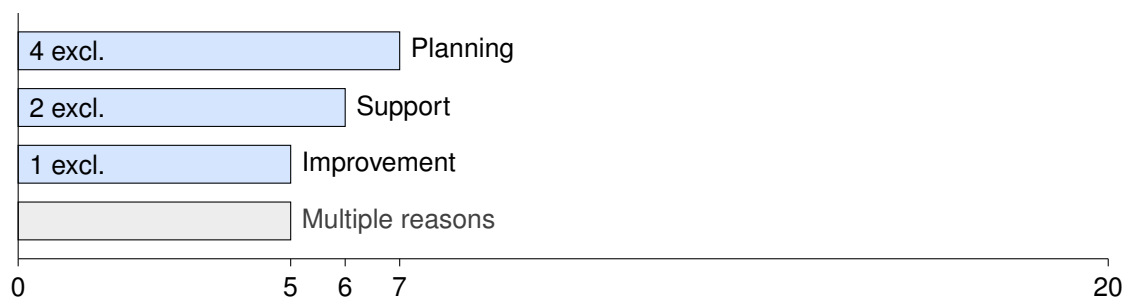 4 excl. Planning
2 excl. Support
1 excl. Improvement
Multiple reasons
0 5 6 7 20